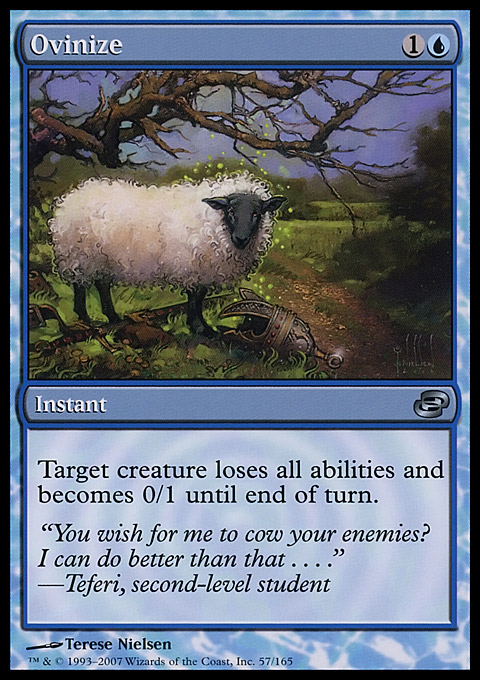 Ovinize
1
Instant
Target creature loses all abilities and
becomes 0/1 until end of turn.
“You wish for me to cow your enemies?
I can do better than that . . . .”
—Teferi, second-level student
Terese Nielsen
™ & © 1993–2007 Wizards of the Coast, Inc. 57/165